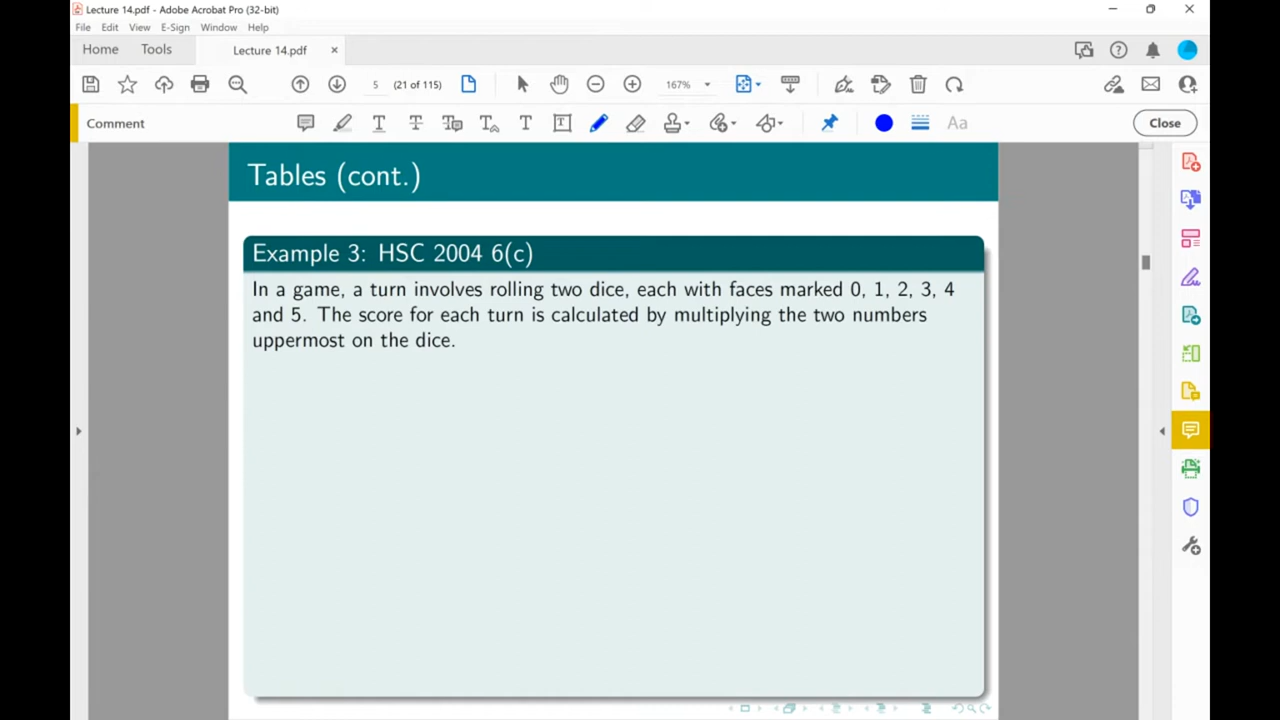 Lecture 14.pdf - Adobe Acrobat Pro (32-bit)
File Edit View E-Sign Window Help
Home Tools Lecture 14.pdf ×
5 (21 of 115) 167%
Comment Aa Close
Tables (cont.)
Example 3: HSC 2004 6(c)
In a game, a turn involves rolling two dice, each with faces marked 0, 1, 2, 3, 4
and 5. The score for each turn is calculated by multiplying the two numbers
uppermost on the dice.